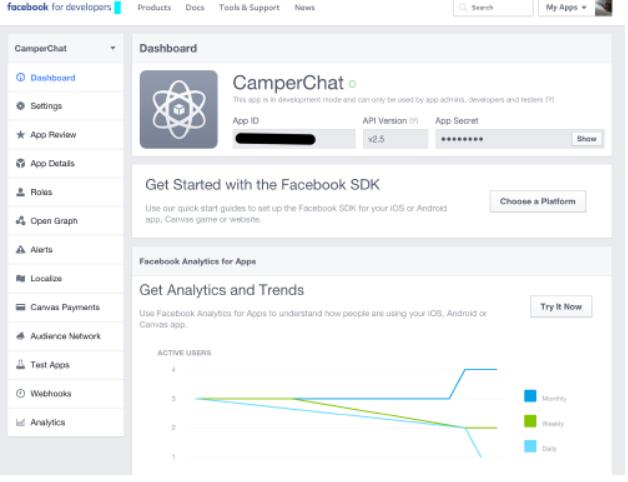 facebook for developers Products Docs Tools & Support News Search My Apps
CamperChat
Dashboard
Settings
App Review
App Details
Roles
Open Graph
Alerts
Localize
Canvas Payments
Audience Network
Test Apps
Webhooks
Analytics
Dashboard
CamperChat
This app is in development mode and can only be used by app admins, developers and testers [?]
App ID API Version [?] App Secret
v2.5 •••••••• Show
Get Started with the Facebook SDK
Use our quick start guides to set up the Facebook SDK for your iOS or Android
app, Canvas game or website.
Choose a Platform
Facebook Analytics for Apps
Get Analytics and Trends
Use Facebook Analytics for Apps to understand how people are using your iOS, Android or
Canvas app.
Try It Now
ACTIVE USERS
4
3
2
1
Monthly
Weekly
Daily